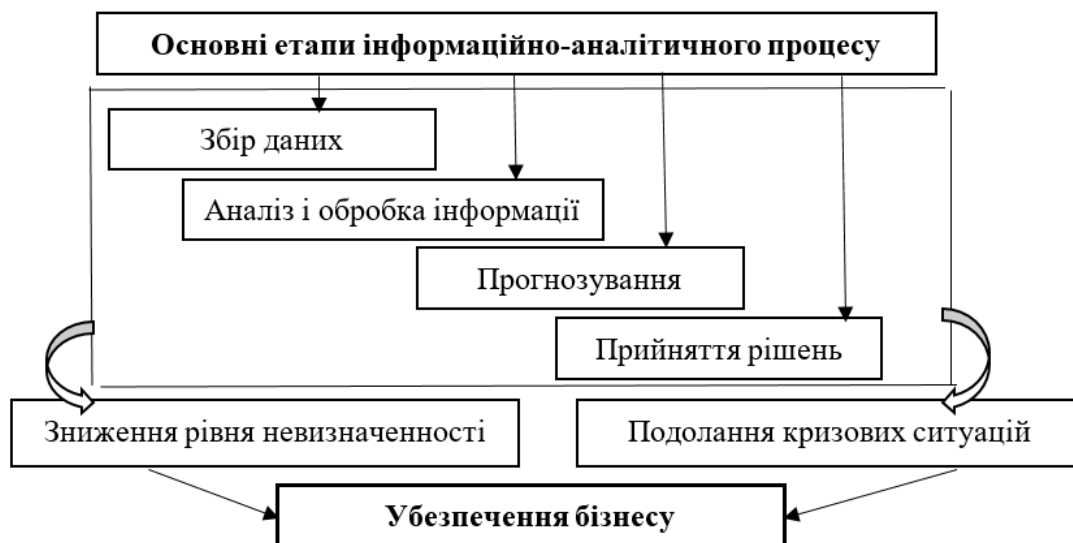 Основні етапи інформаційно-аналітичного процесу
Збір даних
Аналіз і обробка інформації
Прогнозування
Прийняття рішень
Зниження рівня невизначенності
Подолання кризових ситуацій
Убезпечення бізнесу